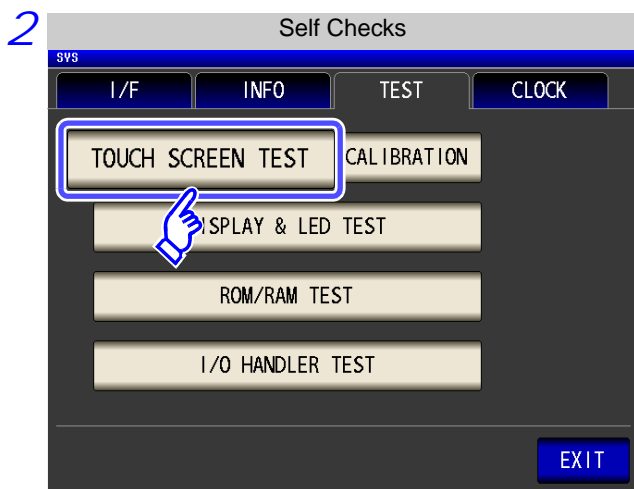 2
Self Checks
SYS
I/F INFO TEST CLOCK
TOUCH SCREEN TEST CALIBRATION
ISPLAY & LED TEST
ROM/RAM TEST
I/O HANDLER TEST
EXIT